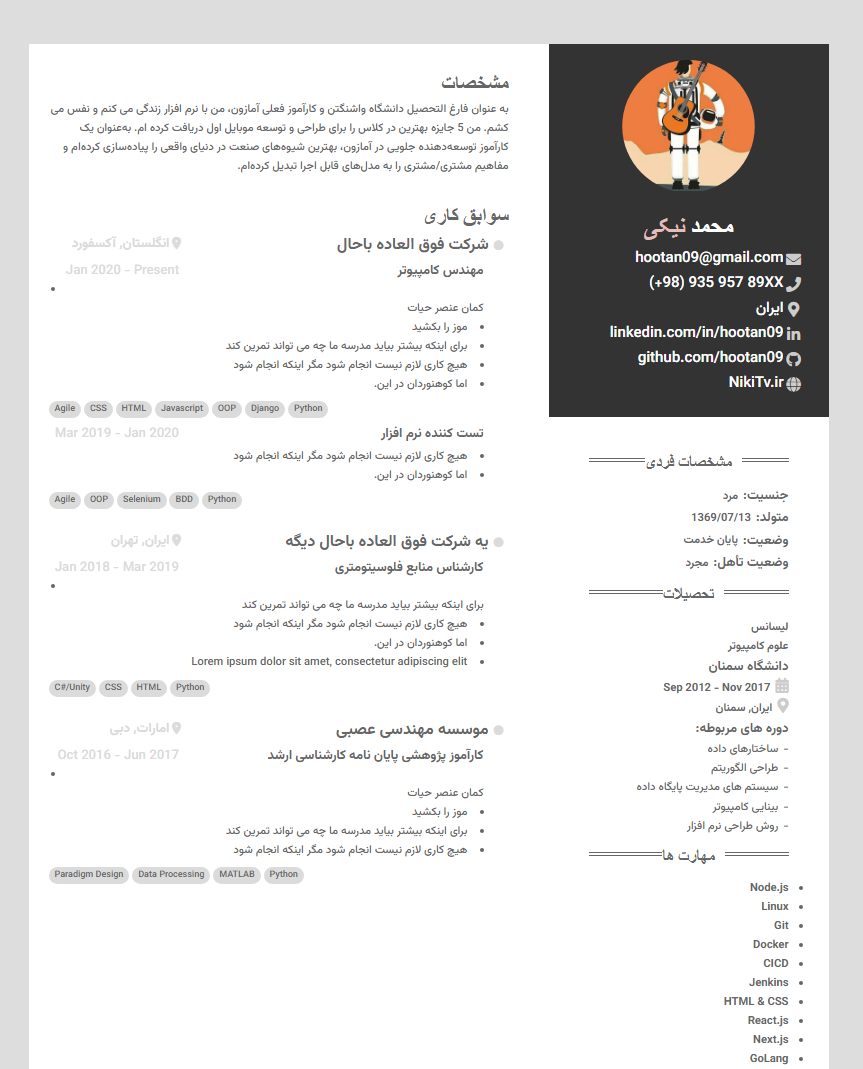 محمد نیکی
hootan09@gmail.com
(+98) 935 957 89XX
ایران
linkedin.com/in/hootan09
github.com/hootan09
NikiTv.ir
مشخصات فردی
جنسیت: مرد
متولد: 1369/07/13
وضعیت: پایان خدمت
وضعیت تأهل: مجرد
تحصیلات
لیسانس
علوم کامپیوتر
دانشگاه سمنان
Sep 2012 - Nov 2017
ایران, سمنان
دوره های مربوطه:
- ساختارهای داده
- طراحی الگوریتم
- سیستم های مدیریت پایگاه داده
- بینایی کامپیوتر
- روش طراحی نرم افزار
مهارت ها
Node.js
Linux
Git
Docker
CICD
Jenkins
HTML & CSS
React.js
Next.js
GoLang
مشخصات
به عنوان فارغ التحصیل دانشگاه واشنگتن و کارآموز فعلی آمازون، من با نرم افزار زندگی می کنم و نفس می
کشم. من 5 جایزه بهترین در کلاس را برای طراحی و توسعه موبایل اول دریافت کرده ام. به‌عنوان یک
کارآموز توسعه‌دهنده جلویی در آمازون، بهترین شیوه‌های صنعت در دنیای واقعی را پیاده‌سازی کرده‌ام و
مفاهیم مشتری/مشتری را به مدل‌های قابل اجرا تبدیل کرده‌ام.
سوابق کاری
شرکت فوق العاده باحال انگلستان, آکسفورد
مهندس کامپیوتر Jan 2020 - Present
کمان عنصر حیات
موز را بکشید
برای اینکه بیشتر بیاید مدرسه ما چه می تواند تمرین کند
هیچ کاری لازم نیست انجام شود مگر اینکه انجام شود
اما کوهنوردان در این.
Agile CSS HTML Javascript OOP Django Python
تست کننده نرم افزار Mar 2019 - Jan 2020
هیچ کاری لازم نیست انجام شود مگر اینکه انجام شود
اما کوهنوردان در این.
Agile OOP Selenium BDD Python
یه شرکت فوق العاده باحال دیگه ایران, تهران
کارشناس منابع فلوسیتومتری Jan 2018 - Mar 2019
برای اینکه بیشتر بیاید مدرسه ما چه می تواند تمرین کند
هیچ کاری لازم نیست انجام شود مگر اینکه انجام شود
اما کوهنوردان در این.
Lorem ipsum dolor sit amet, consectetur adipiscing elit
C#/Unity CSS HTML Python
موسسه مهندسی عصبی امارات, دبی
کارآموز پژوهشی پایان نامه کارشناسی ارشد Oct 2016 - Jun 2017
کمان عنصر حیات
موز را بکشید
برای اینکه بیشتر بیاید مدرسه ما چه می تواند تمرین کند
هیچ کاری لازم نیست انجام شود مگر اینکه انجام شود
Paradigm Design Data Processing MATLAB Python